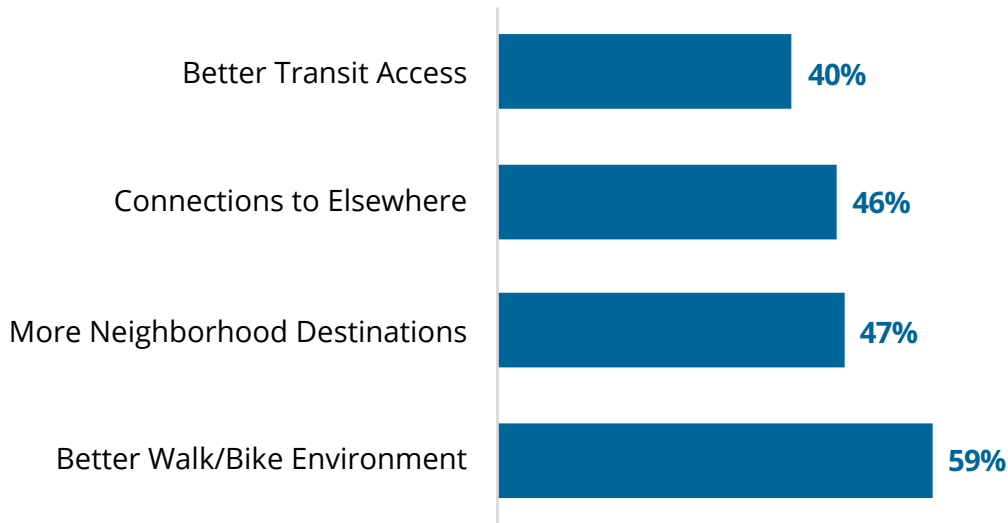 Better Transit Access 40%
Connections to Elsewhere 46%
More Neighborhood Destinations 47%
Better Walk/Bike Environment 59%